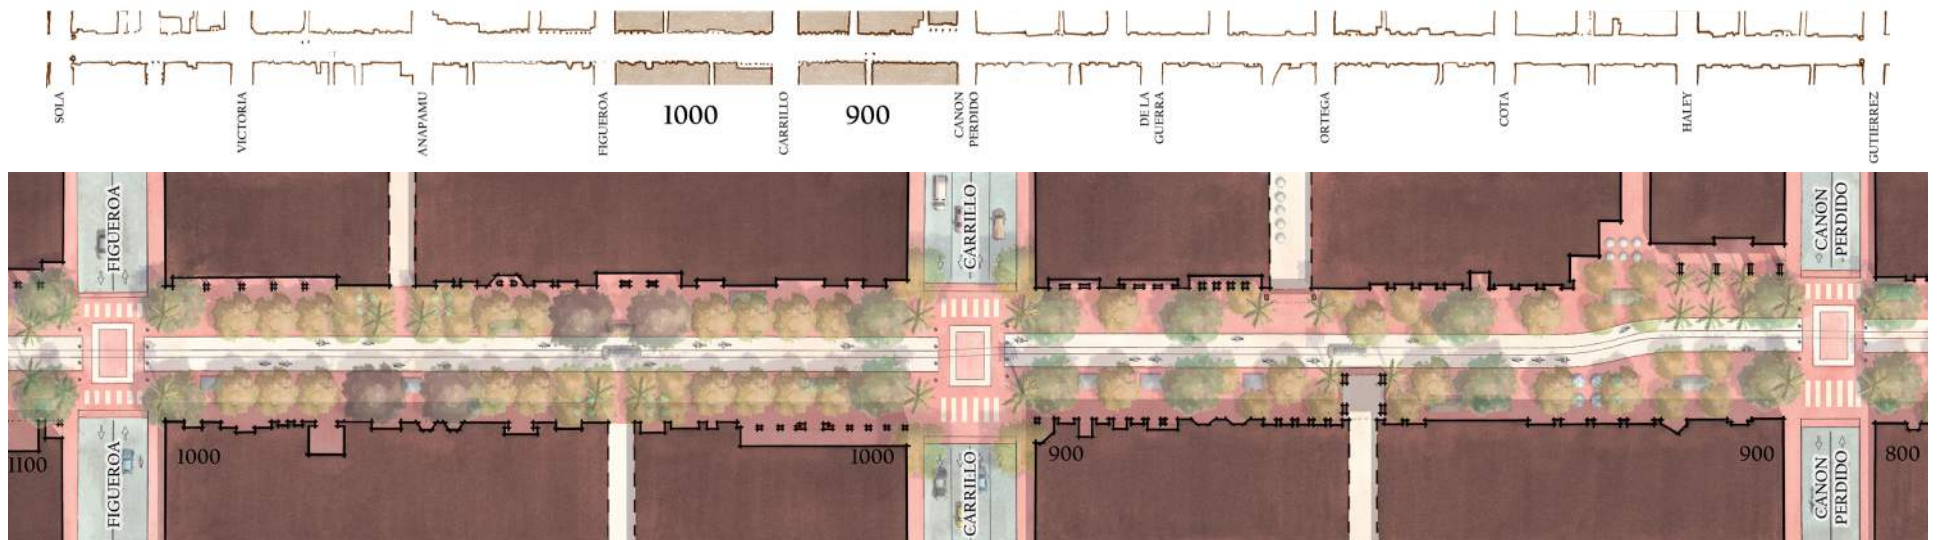 SOLA
VICTORIA
ANAPAMU
FIGUEROA
1000
CARRILLO
900
CANON
PERDIDO
DE LA
GUERRA
ORTEGA
COTA
HALEY
GUTIERREZ
FIGUEROA
CARRILLO
CANON
PERDIDO
1100
1000
1000
900
900
800
FIGUEROA
CARRILLO
CANON
PERDIDO